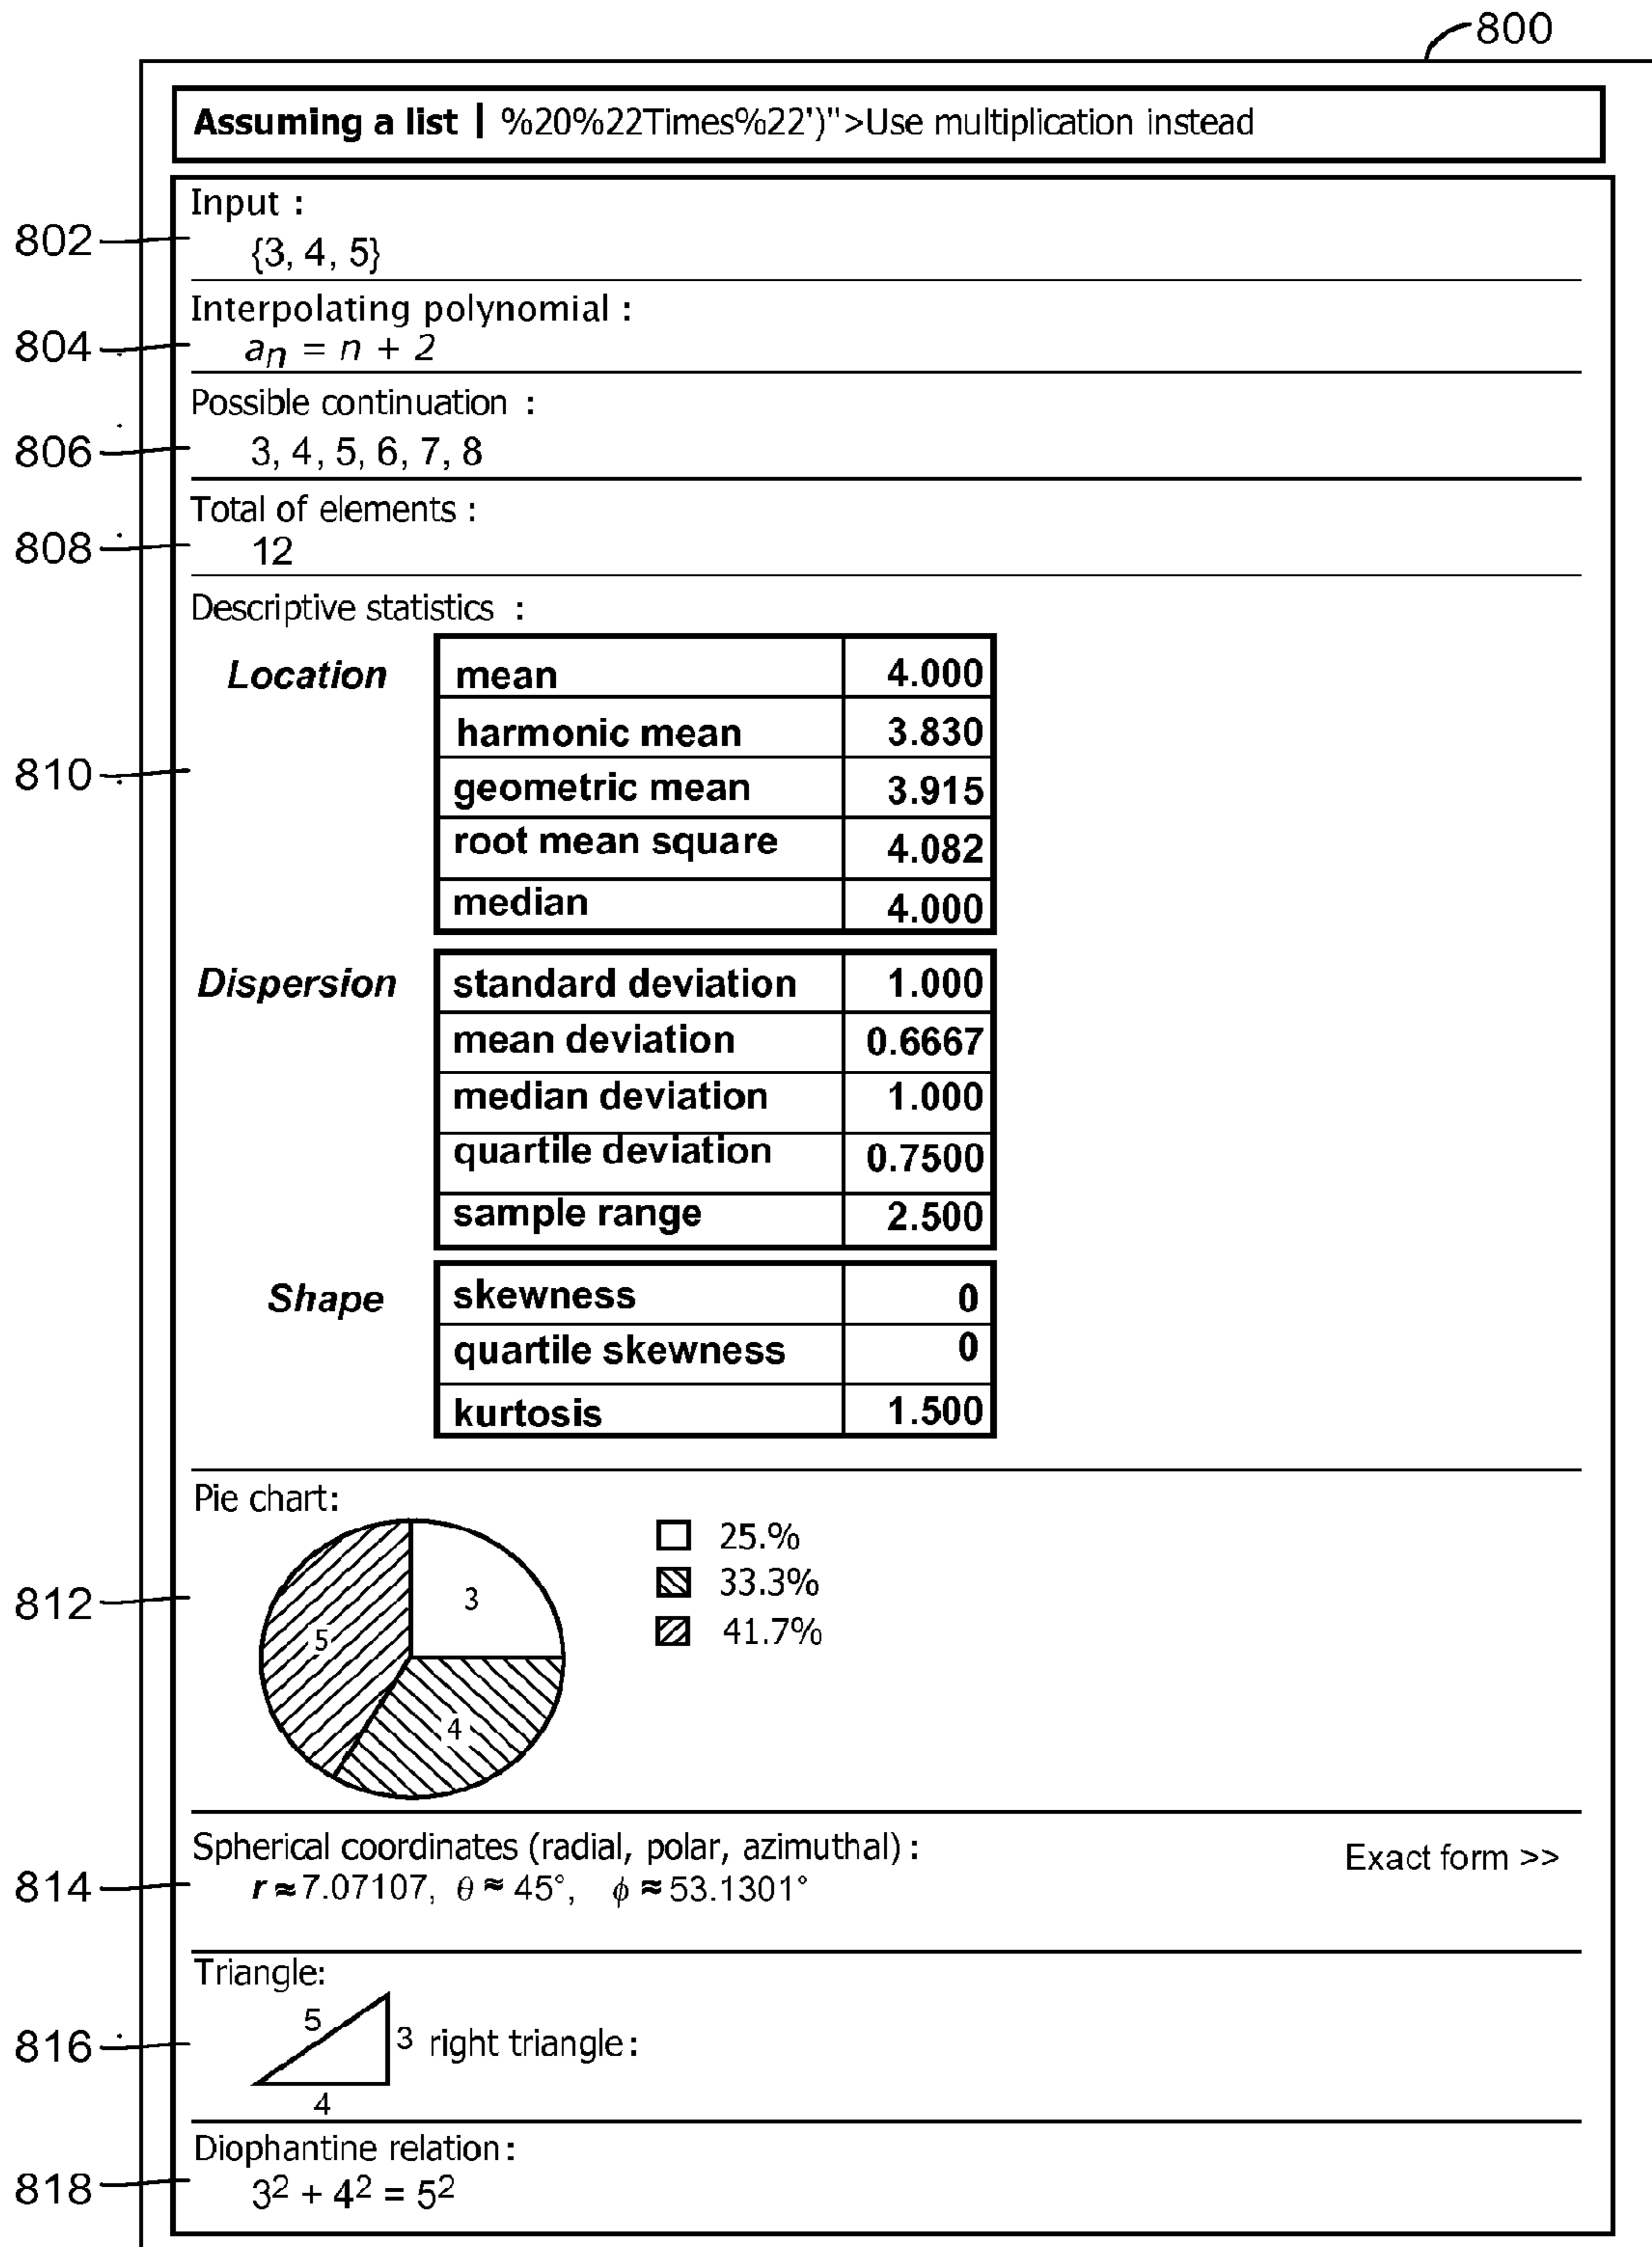 800
Assuming a list | %20%22Times%22')">Use multiplication instead
Input :
802
{3, 4, 5}
Interpolating polynomial :
804
an = n + 2
Possible continuation :
806
3, 4, 5, 6, 7, 8
Total of elements :
808
12
Descriptive statistics :
Location
mean 4.000
harmonic mean 3.830
810
geometric mean 3.915
root mean square 4.082
median 4.000
Dispersion
standard deviation 1.000
mean deviation 0.6667
median deviation 1.000
quartile deviation 0.7500
sample range 2.500
Shape
skewness 0
quartile skewness 0
kurtosis 1.500
Pie chart:
25.%
33.3%
41.7%
812
3
5
4
Spherical coordinates (radial, polar, azimuthal) :
Exact form >>
814
r≈7.07107, θ≈45°, ϕ≈53.1301°
Triangle:
5
816
3 right triangle:
4
Diophantine relation:
818
3² + 4² = 5²